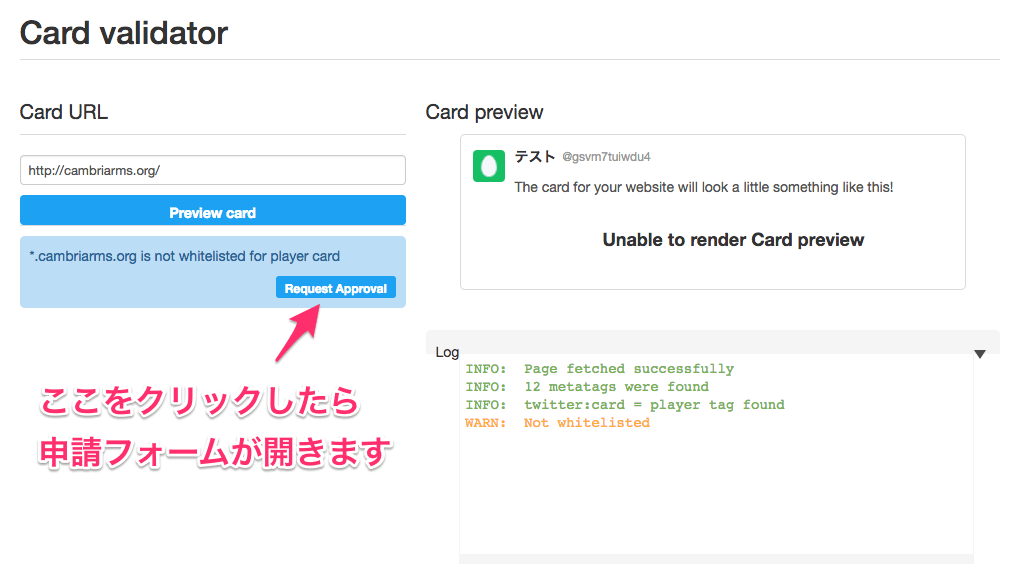 Card validator
Card URL
http://cambriarms.org/
Preview card
*.cambriarms.org is not whitelisted for player card
Request Approval
ここをクリックしたら
申請フォームが開きます
Card preview
テスト @gsvm7tuiwdu4
The card for your website will look a little something like this!
Unable to render Card preview
Log
INFO: Page fetched successfully
INFO: 12 metatags were found
INFO: twitter:card = player tag found
WARN: Not whitelisted